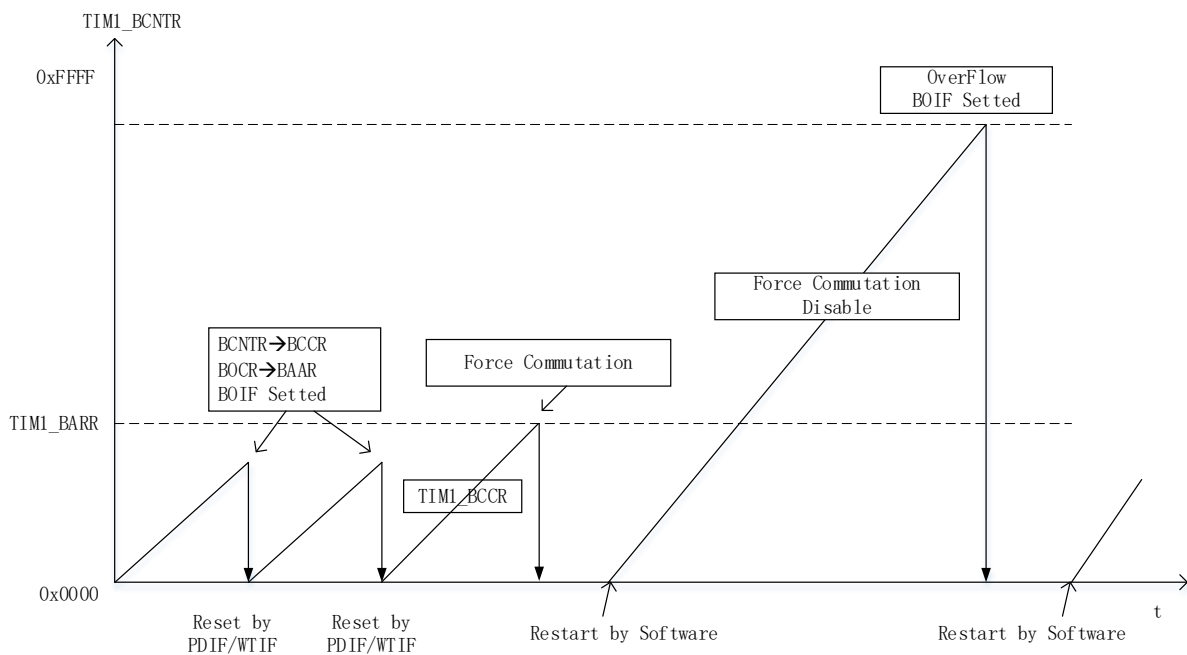 TIM1_BCNTR
0xFFFF
OverFlow
BOIF Setted
Force Commutation
Disable
BCNTR→BCCR
BOCR→BAAR
BOIF Setted
Force Commutation
TIM1_BARR
TIM1_BCCR
0x0000
Reset by
PDIF/WTIF
Reset by
PDIF/WTIF
Restart by Software
Restart by Software
t